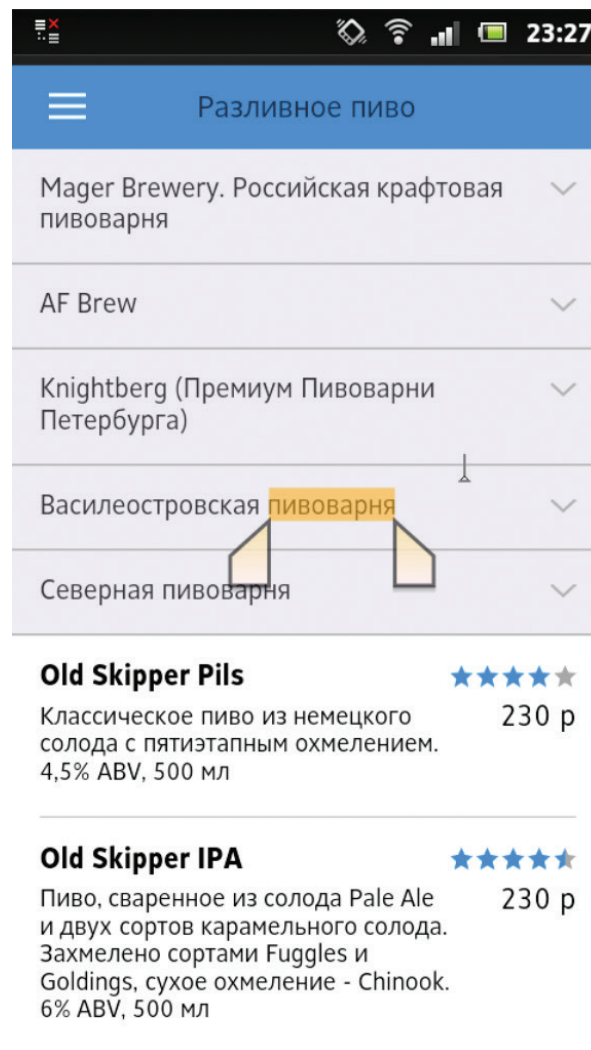 23:27
Разливное пиво
Mager Brewery. Российская крафтовая
пивоварня
AF Brew
Knightberg (Премиум Пивоварни
Петербурга)
Василеостровская пивоварня
Северная пивоварня
Old Skipper Pils
Классическое пиво из немецкого
солода с пятиэтапным охмелением.
4,5% ABV, 500 мл
230 р
Old Skipper IPA
Пиво, сваренное из солода Pale Ale
и двух сортов карамельного солода.
Захмелено сортами Fuggles и
Goldings, сухое охмеление - Chinook.
6% ABV, 500 мл
230 р